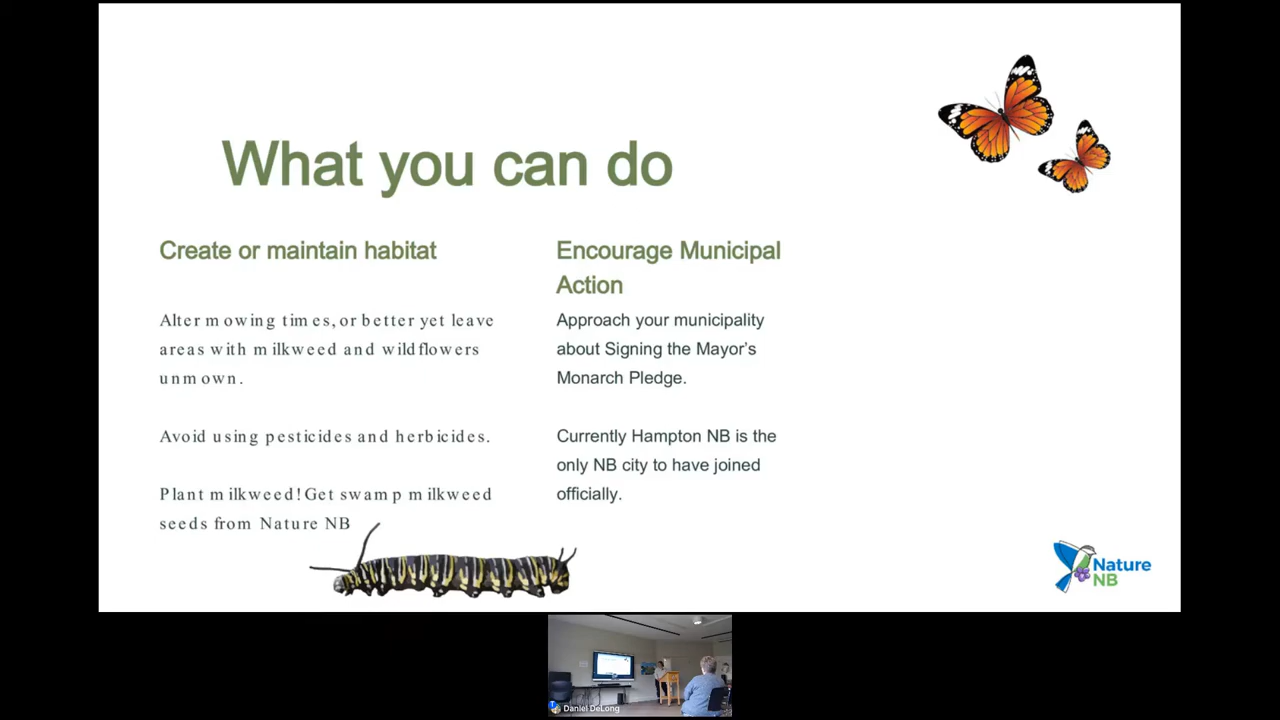 What you can do
Create or maintain habitat
Alter mowing times, or better yet leave
areas with milkweed and wildflowers
unmown.
Avoid using pesticides and herbicides.
Plant milkweed! Get swamp milkweed
seeds from Nature NB
Encourage Municipal
Action
Approach your municipality
about Signing the Mayor's
Monarch Pledge.
Currently Hampton NB is the
only NB city to have joined
officially.
Nature
NB
Daniel DeLong